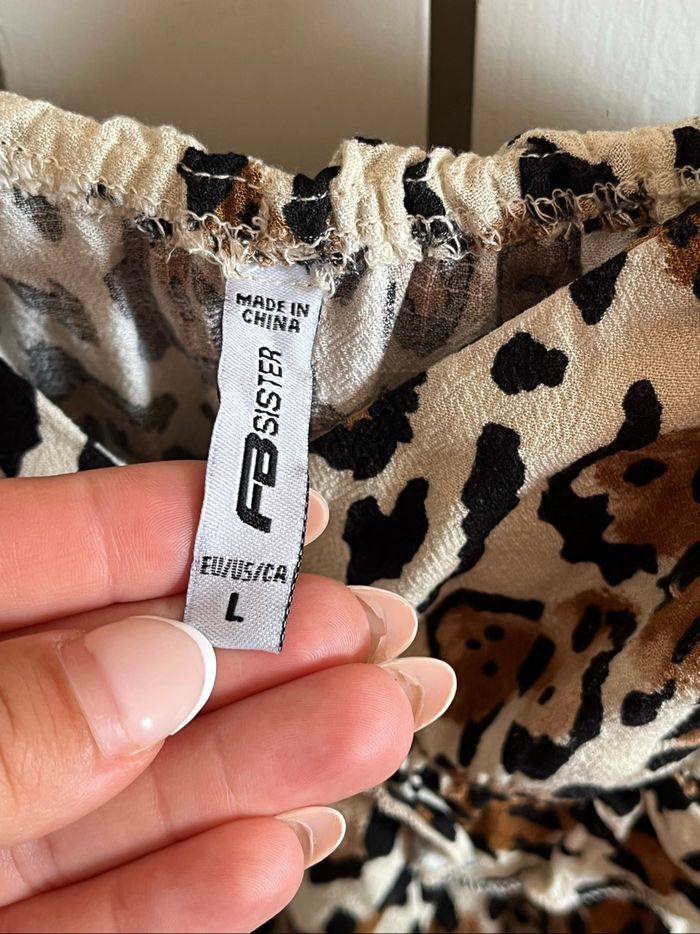 MADE IN
CHINA
FB SISTER
EU/US/CA
L